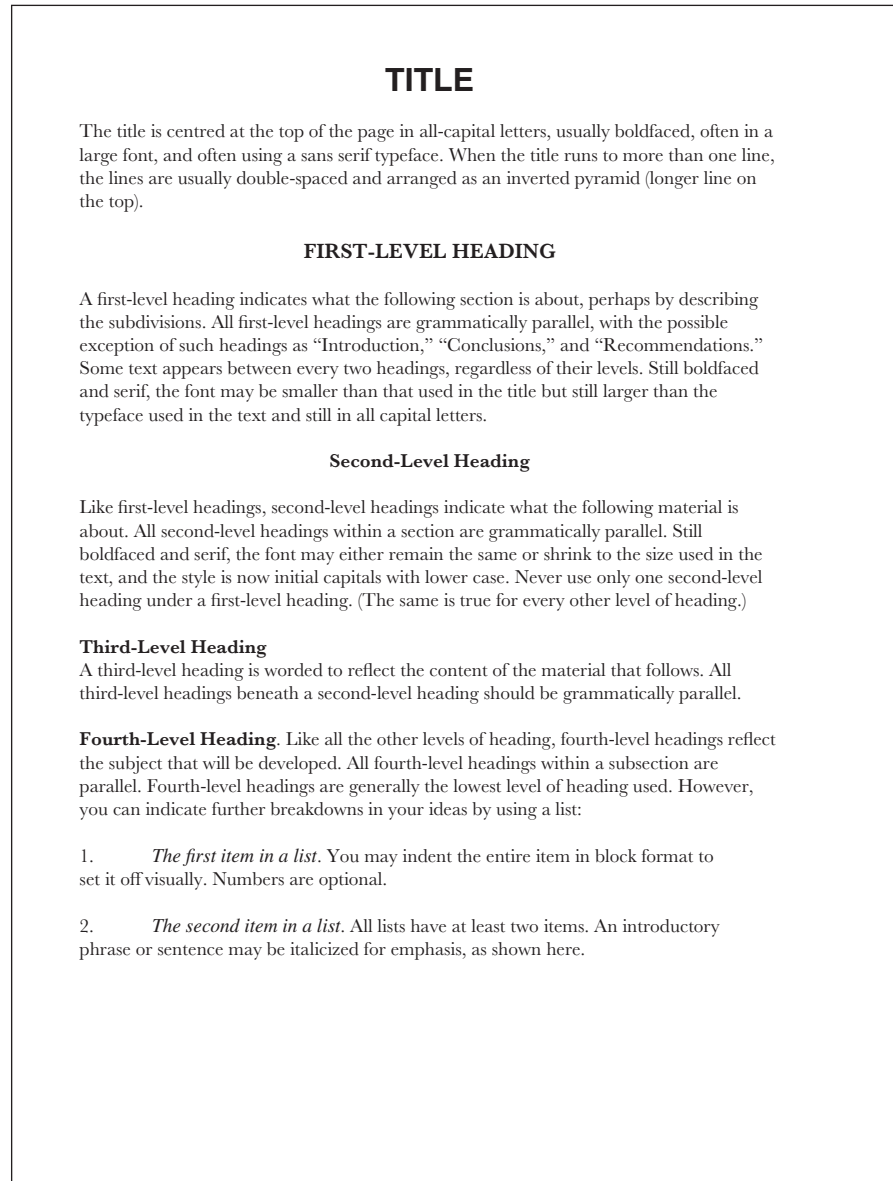 TITLE
The title is centred at the top of the page in all-capital letters, usually boldfaced, often in a
large font, and often using a sans serif typeface. When the title runs to more than one line,
the lines are usually double-spaced and arranged as an inverted pyramid (longer line on
the top).
FIRST-LEVEL HEADING
A first-level heading indicates what the following section is about, perhaps by describing
the subdivisions. All first-level headings are grammatically parallel, with the possible
exception of such headings as “Introduction,” “Conclusions,” and “Recommendations.”
Some text appears between every two headings, regardless of their levels. Still boldfaced
and serif, the font may be smaller than that used in the title but still larger than the
typeface used in the text and still in all capital letters.
Second-Level Heading
Like first-level headings, second-level headings indicate what the following material is
about. All second-level headings within a section are grammatically parallel. Still
boldfaced and serif, the font may either remain the same or shrink to the size used in the
text, and the style is now initial capitals with lower case. Never use only one second-level
heading under a first-level heading. (The same is true for every other level of heading.)
Third-Level Heading
A third-level heading is worded to reflect the content of the material that follows. All
third-level headings beneath a second-level heading should be grammatically parallel.
Fourth-Level Heading. Like all the other levels of heading, fourth-level headings reflect
the subject that will be developed. All fourth-level headings within a subsection are
parallel. Fourth-level headings are generally the lowest level of heading used. However,
you can indicate further breakdowns in your ideas by using a list:
1. The first item in a list. You may indent the entire item in block format to
set it off visually. Numbers are optional.
2. The second item in a list. All lists have at least two items. An introductory
phrase or sentence may be italicized for emphasis, as shown here.